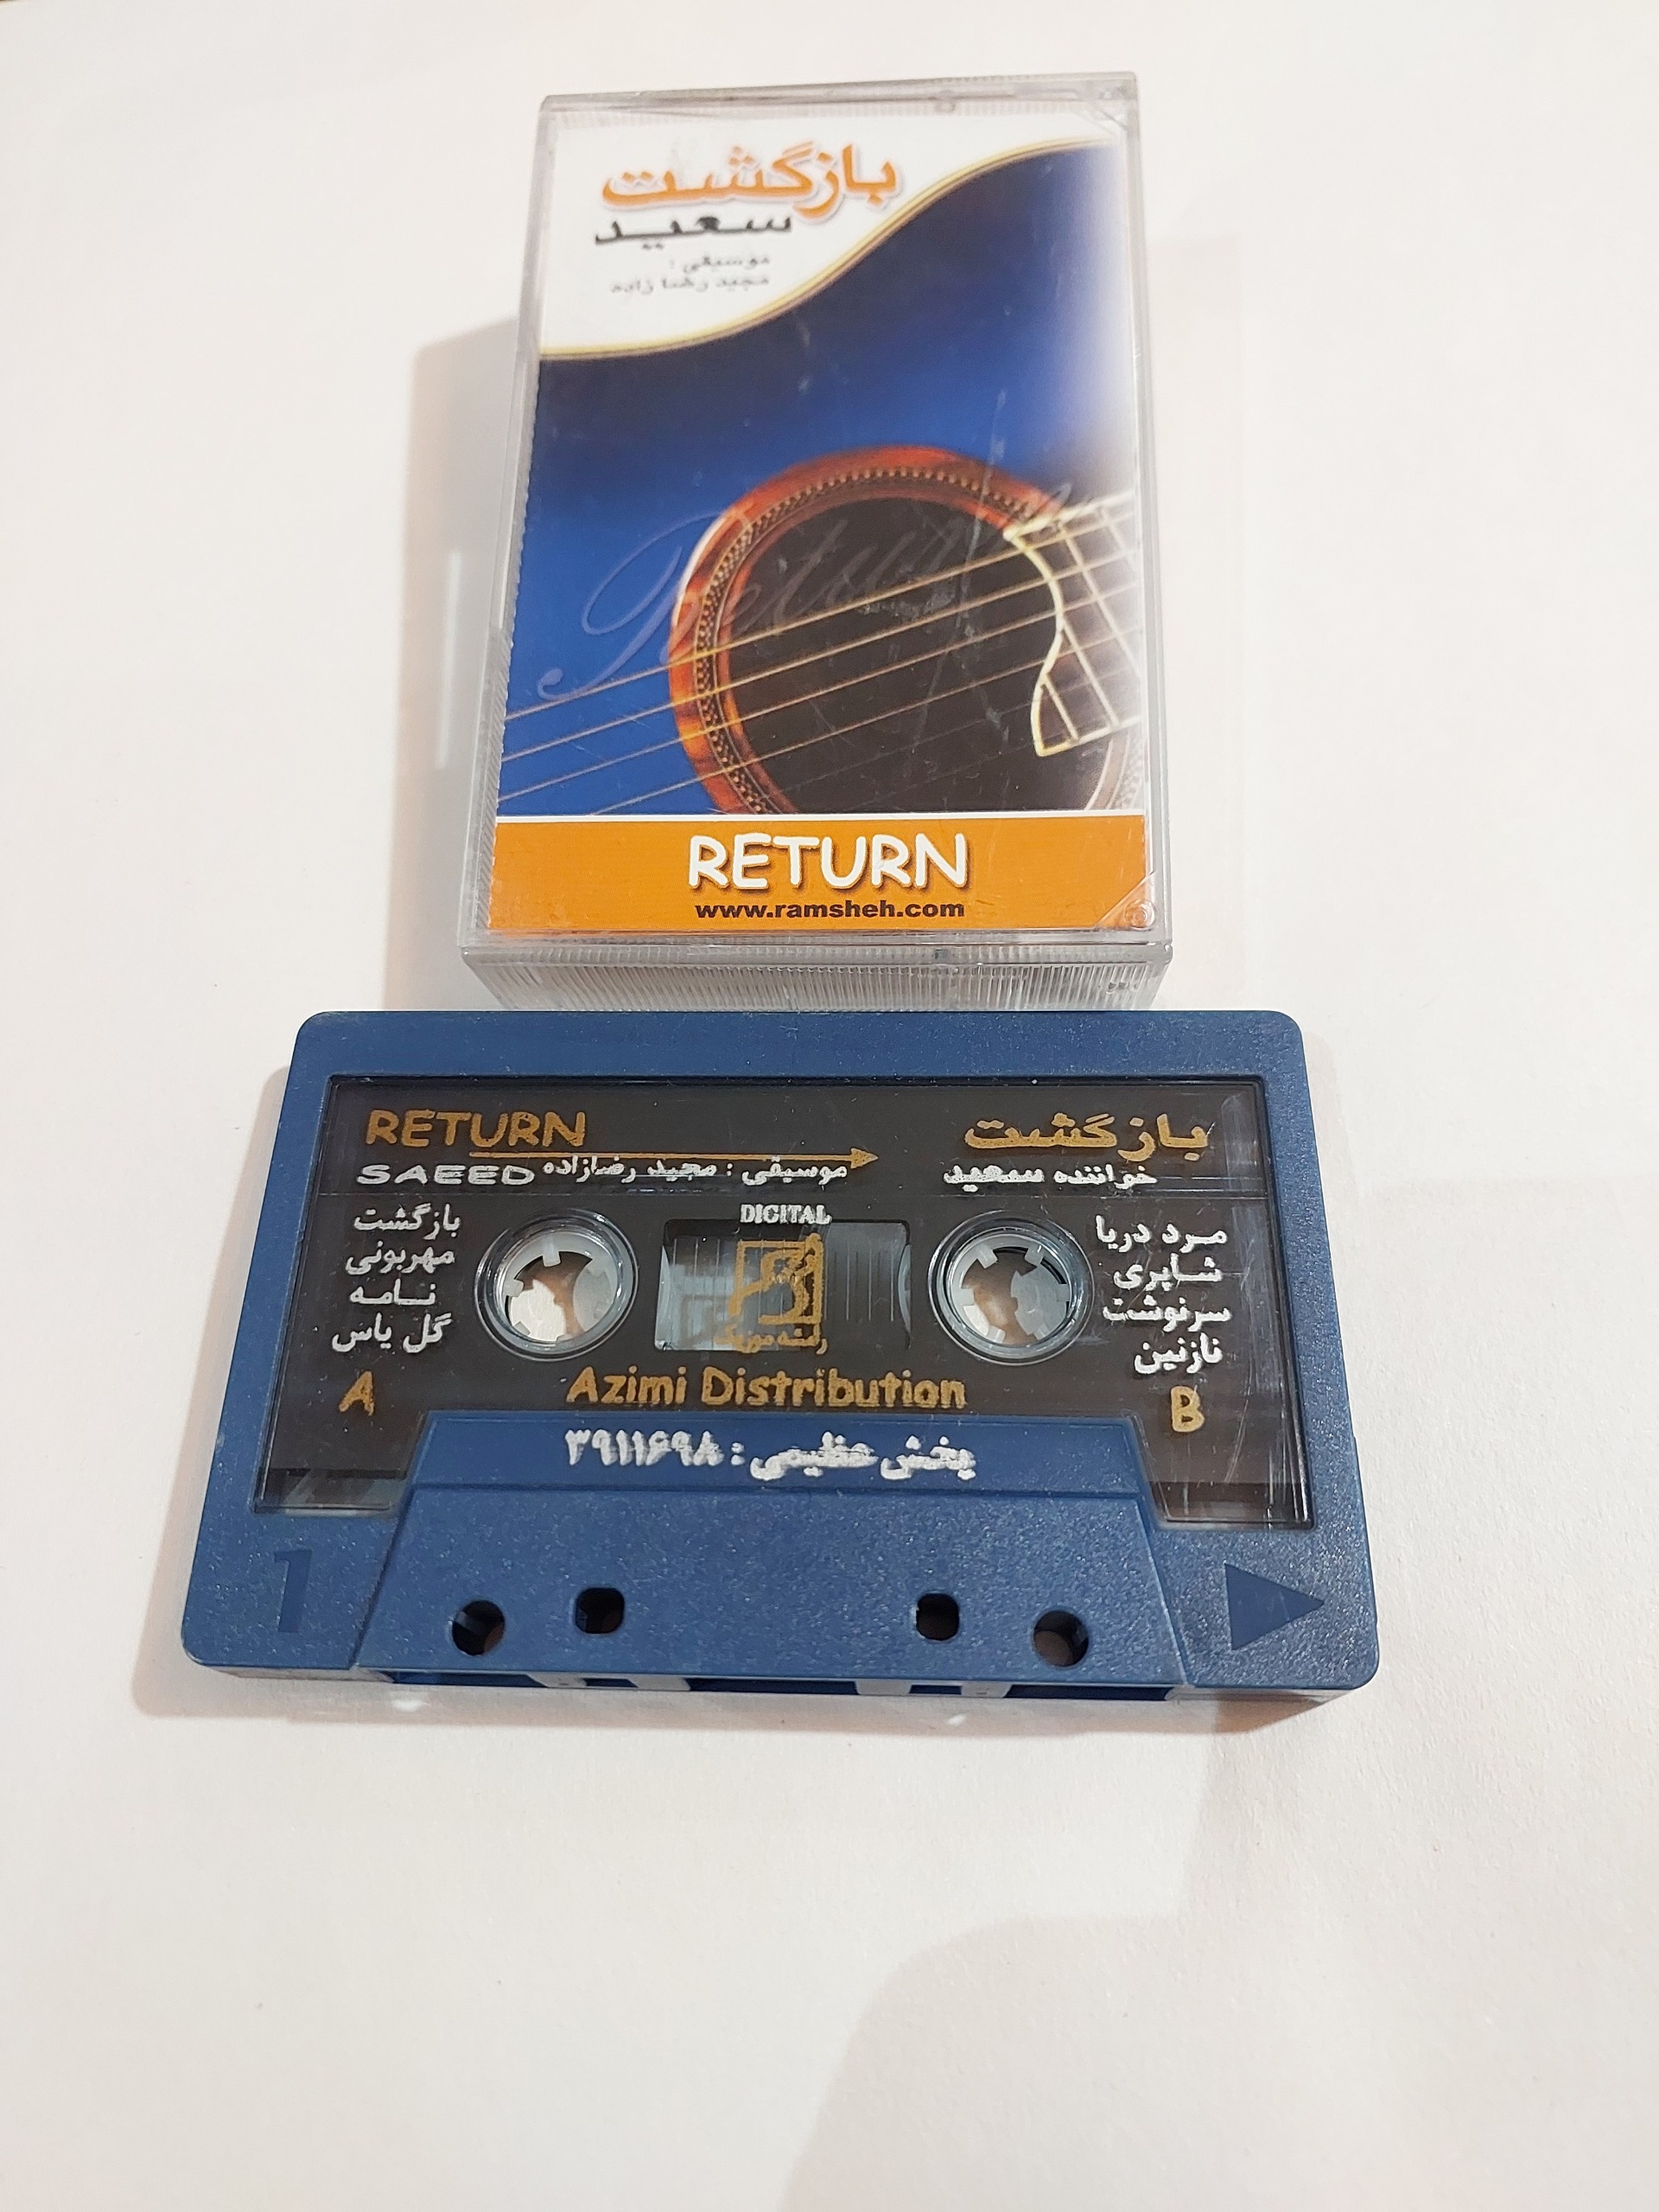 بازگشت
سعید
موسیقی :
مجید رضا زاده
Return
RETURN
www.ramsheh.com
RETURN
بازگشت
SAEED
موسیقی : مجید رضازاده
خواننده سعید
DIGITAL
بازگشت
مهربونی
نامه
گل یاس
A
مرد دریا
شاپری
سرنوشت
نازنین
B
Azimi Distribution
پخش عظیمی : ۳۹۱۱۶۹۸
1